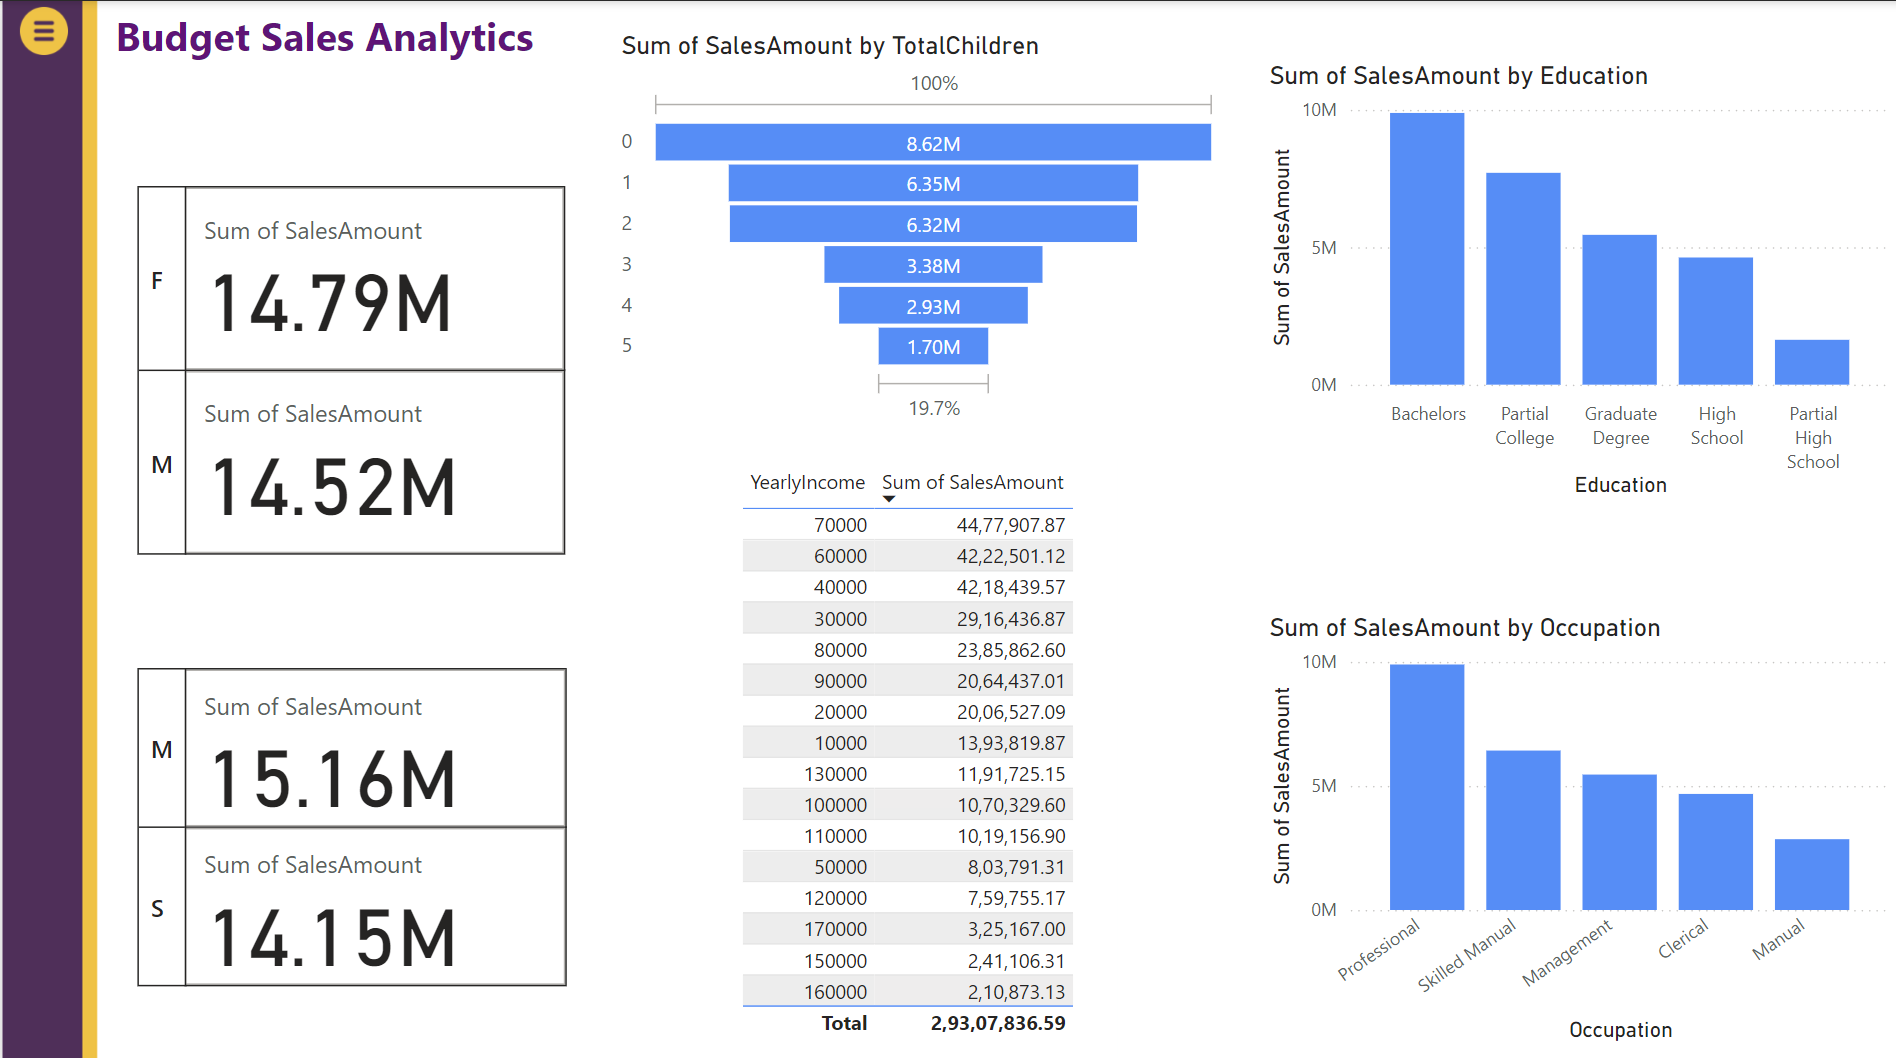 Budget Sales Analytics
F
Sum of SalesAmount
14.79M
M
Sum of SalesAmount
14.52M
M
Sum of SalesAmount
15.16M
S
Sum of SalesAmount
14.15M
Sum of SalesAmount by TotalChildren
100%
0 8.62M
1 6.35M
2 6.32M
3 3.38M
4 2.93M
5 1.70M
19.7%
YearlyIncome Sum of SalesAmount
70000 44,77,907.87
60000 42,22,501.12
40000 42,18,439.57
30000 29,16,436.87
80000 23,85,862.60
90000 20,64,437.01
20000 20,06,527.09
10000 13,93,819.87
130000 11,91,725.15
100000 10,70,329.60
110000 10,19,156.90
50000 8,03,791.31
120000 7,59,755.17
170000 3,25,167.00
150000 2,41,106.31
160000 2,10,873.13
Total 2,93,07,836.59
Sum of SalesAmount by Education
Sum of SalesAmount
10M
5M
0M
Bachelors
Partial
College
Graduate
Degree
High
School
Partial
High
School
Education
Sum of SalesAmount by Occupation
Sum of SalesAmount
10M
5M
0M
Professional
Skilled Manual
Management
Clerical
Manual
Occupation